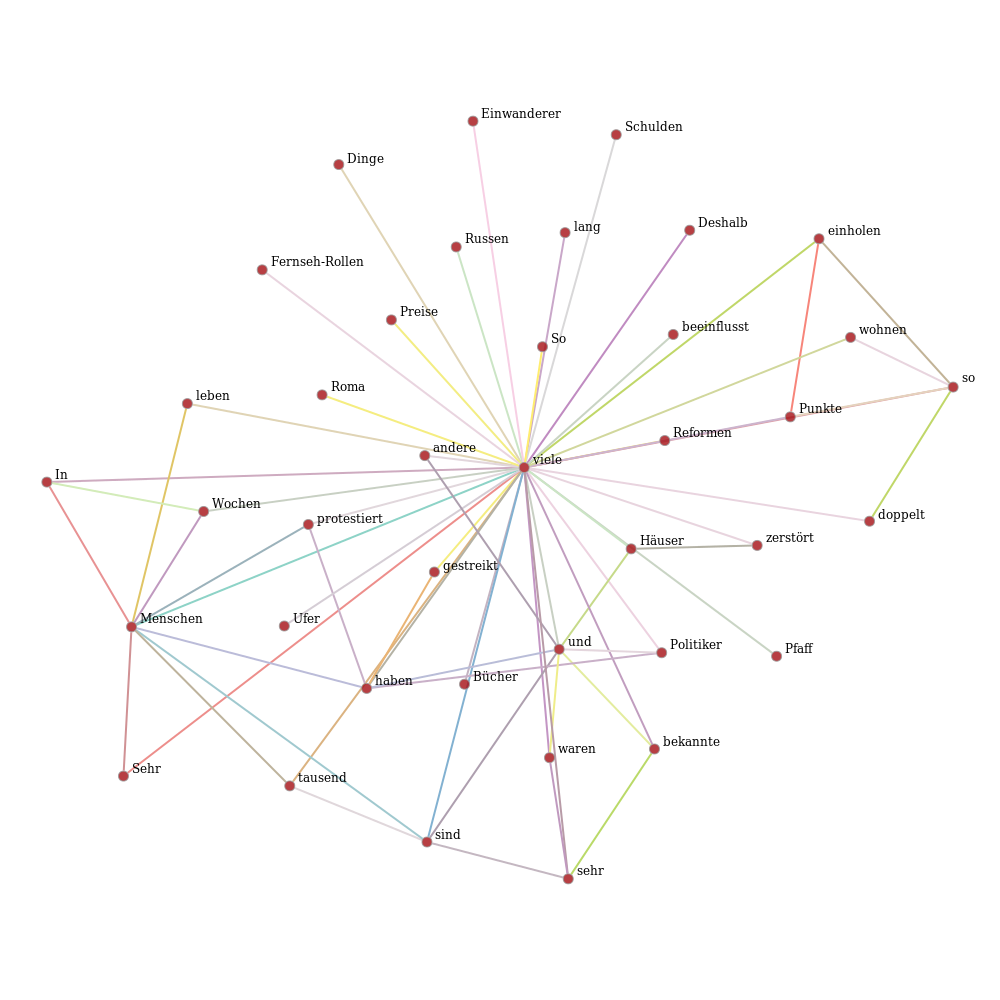 Einwanderer
Schulden
Dinge
Deshalb
lang
einholen
Russen
Fernseh-Rollen
Preise
beeinflusst
wohnen
So
so
Roma
leben
Punkte
Reformen
andere
viele
In
Wochen
doppelt
protestiert
zerstört
Häuser
gestreikt
Menschen
Ufer
und
Politiker
Pfaff
Bücher
haben
bekannte
waren
Sehr
tausend
sind
sehr